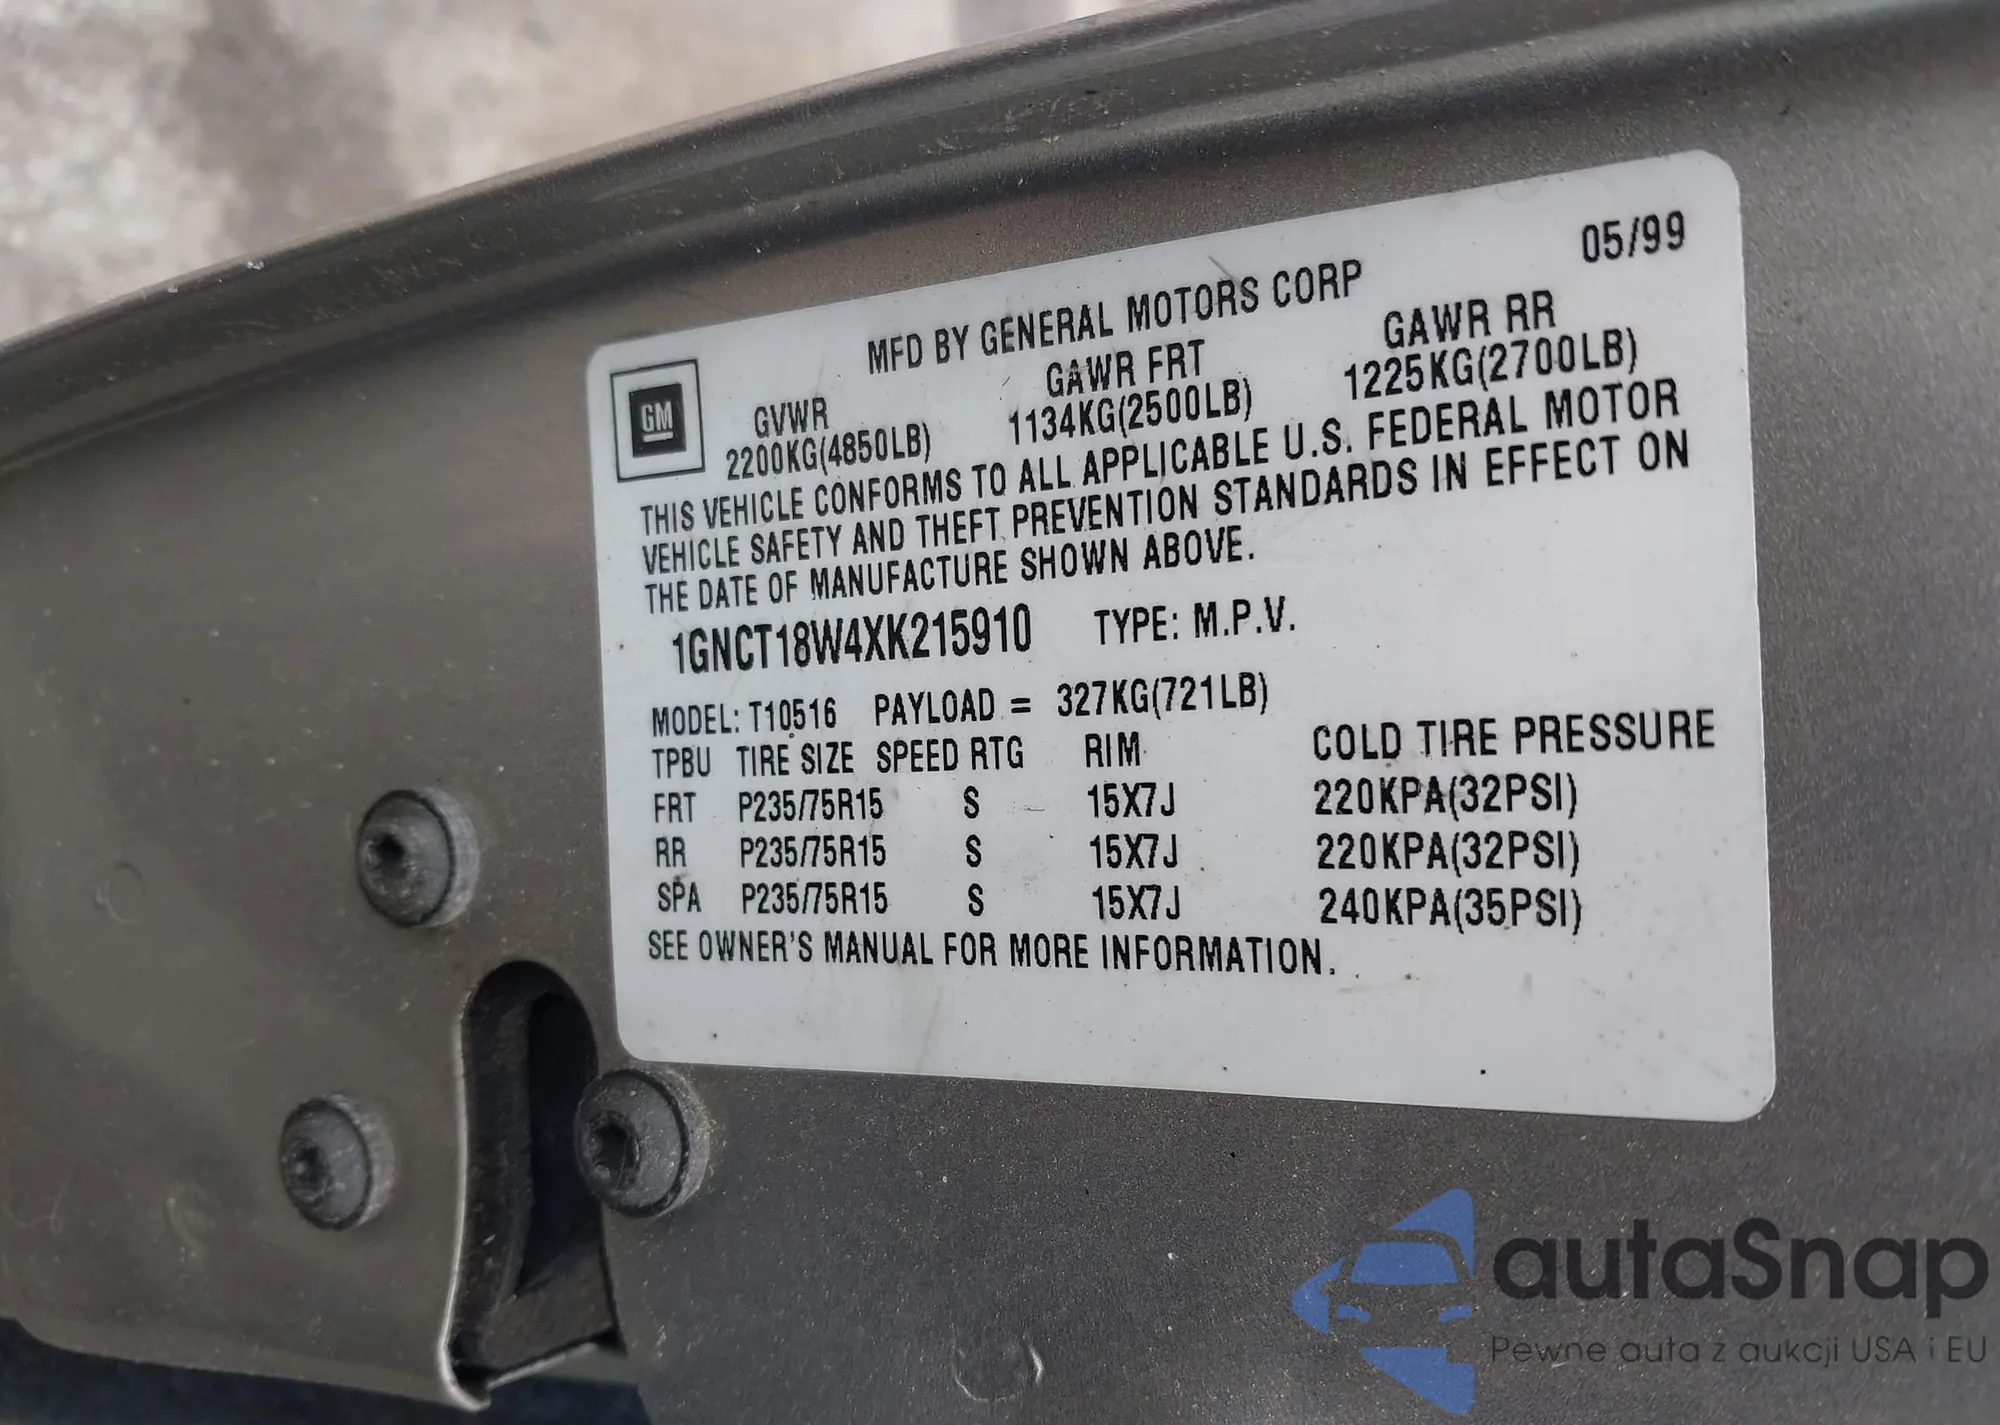 05/99
MFD BY GENERAL MOTORS CORP
GM
GVWR GAWR FRT GAWR RR
2200KG(4850LB) 1134KG(2500LB) 1225KG(2700LB)
THIS VEHICLE CONFORMS TO ALL APPLICABLE U.S. FEDERAL MOTOR
VEHICLE SAFETY AND THEFT PREVENTION STANDARDS IN EFFECT ON
THE DATE OF MANUFACTURE SHOWN ABOVE.
1GNCT18W4XK215910 TYPE: M.P.V.
MODEL: T10516 PAYLOAD = 327KG(721LB)
TPBU TIRE SIZE SPEED RTG RIM COLD TIRE PRESSURE
FRT P235/75R15 S 15X7J 220KPA(32PSI)
RR P235/75R15 S 15X7J 220KPA(32PSI)
SPA P235/75R15 S 15X7J 240KPA(35PSI)
SEE OWNER'S MANUAL FOR MORE INFORMATION.
autaSnap
Pewne auta z aukcji USA i EU